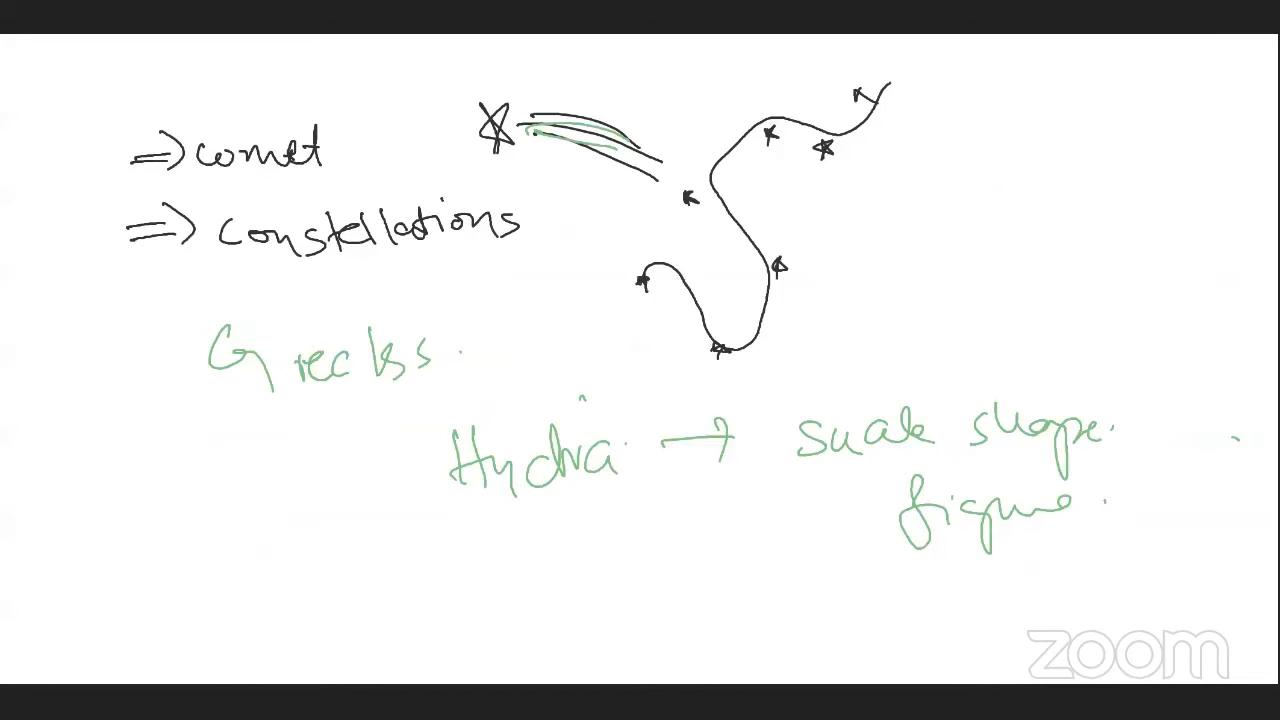 => comet
=> constellations
Greeks.
Hydra. → snake shape.
figure.
zoom